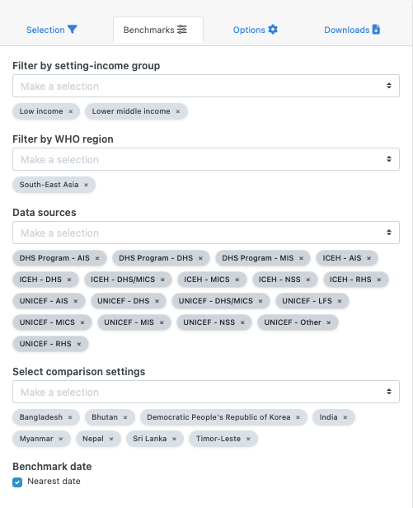 Selection Benchmarks Options Downloads
Filter by setting-income group
Make a selection
Low income × Lower middle income ×
Filter by WHO region
Make a selection
South-East Asia ×
Data sources
Make a selection
DHS Program - AIS × DHS Program - DHS × DHS Program - MIS × ICEH - AIS ×
ICEH - DHS × ICEH - DHS/MICS × ICEH - MICS × ICEH - NSS × ICEH - RHS ×
UNICEF - AIS × UNICEF - DHS × UNICEF - DHS/MICS × UNICEF - LFS ×
UNICEF - MICS × UNICEF - MIS × UNICEF - NSS × UNICEF - Other ×
UNICEF - RHS ×
Select comparison settings
Make a selection
Bangladesh × Bhutan × Democratic People's Republic of Korea × India ×
Myanmar × Nepal × Sri Lanka × Timor-Leste ×
Benchmark date
Nearest date